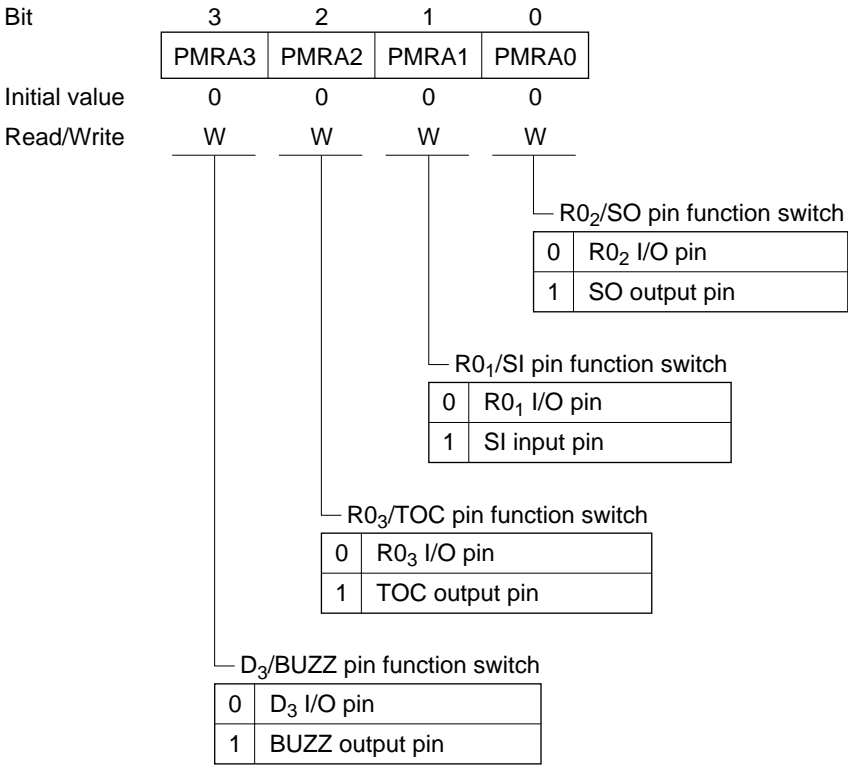 Bit 3 2 1 0
PMRA3 PMRA2 PMRA1 PMRA0
Initial value 0 0 0 0
Read/Write W W W W
R0₂/SO pin function switch
0 R0₂ I/O pin
1 SO output pin
R0₁/SI pin function switch
0 R0₁ I/O pin
1 SI input pin
R0₃/TOC pin function switch
0 R0₃ I/O pin
1 TOC output pin
D₃/BUZZ pin function switch
0 D₃ I/O pin
1 BUZZ output pin